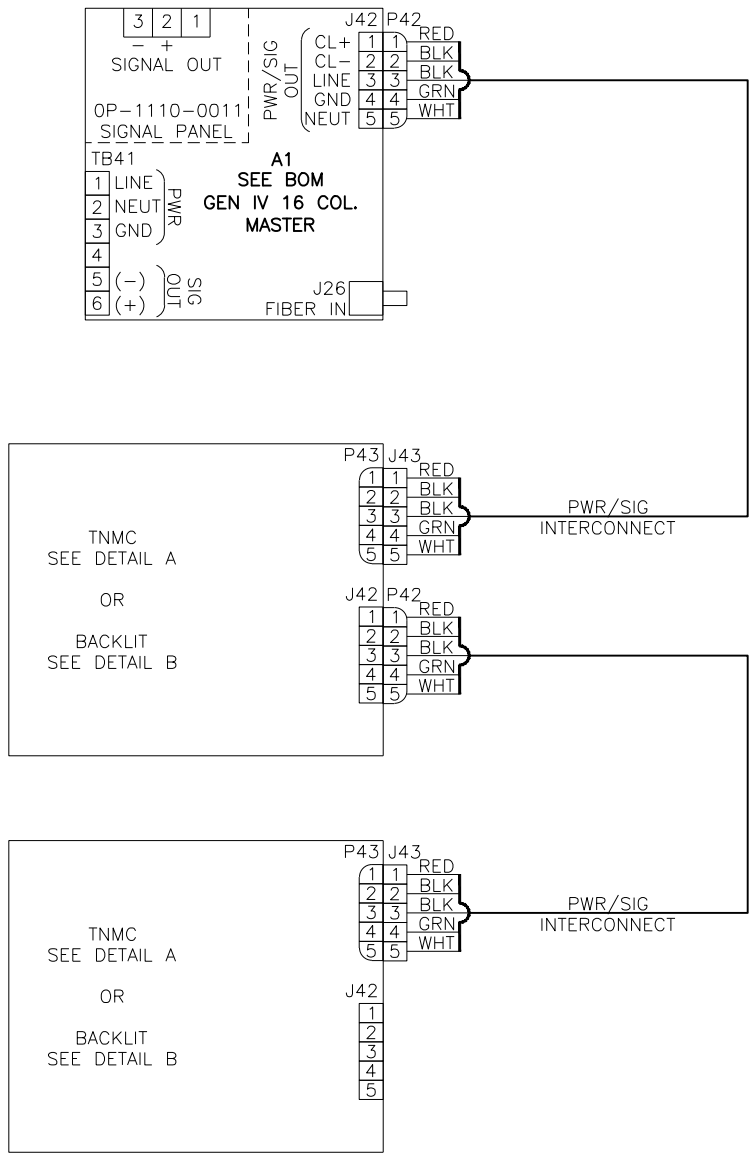 3 2 1
- +
SIGNAL OUT
0P-1110-0011
SIGNAL PANEL
PWR/SIG
OUT
J42 P42
CL+ 1 1 RED
CL- 2 2 BLK
LINE 3 3 BLK
GND 4 4 GRN
NEUT 5 5 WHT
TB41
1 LINE
2 NEUT
3 GND
PWR
4
5 (-)
6 (+)
SIG
OUT
A1
SEE BOM
GEN IV 16 COL.
MASTER
J26
FIBER IN
P43 J43
1 1 RED
2 2 BLK
3 3 BLK
4 4 GRN
5 5 WHT
PWR/SIG
INTERCONNECT
TNMC
SEE DETAIL A
OR
BACKLIT
SEE DETAIL B
J42 P42
1 1 RED
2 2 BLK
3 3 BLK
4 4 GRN
5 5 WHT
P43 J43
1 1 RED
2 2 BLK
3 3 BLK
4 4 GRN
5 5 WHT
PWR/SIG
INTERCONNECT
TNMC
SEE DETAIL A
OR
BACKLIT
SEE DETAIL B
J42
1
2
3
4
5